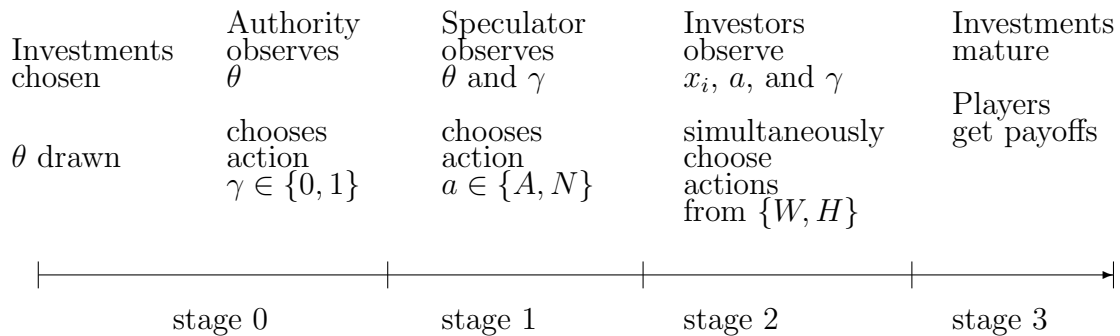 Investments
chosen
θ drawn
Authority
observes
θ
chooses
action
γ ∈ {0, 1}
Speculator
observes
θ and γ
chooses
action
a ∈ {A, N}
Investors
observe
x_i, a, and γ
simultaneously
choose
actions
from {W, H}
Investments
mature
Players
get payoffs
stage 0
stage 1
stage 2
stage 3